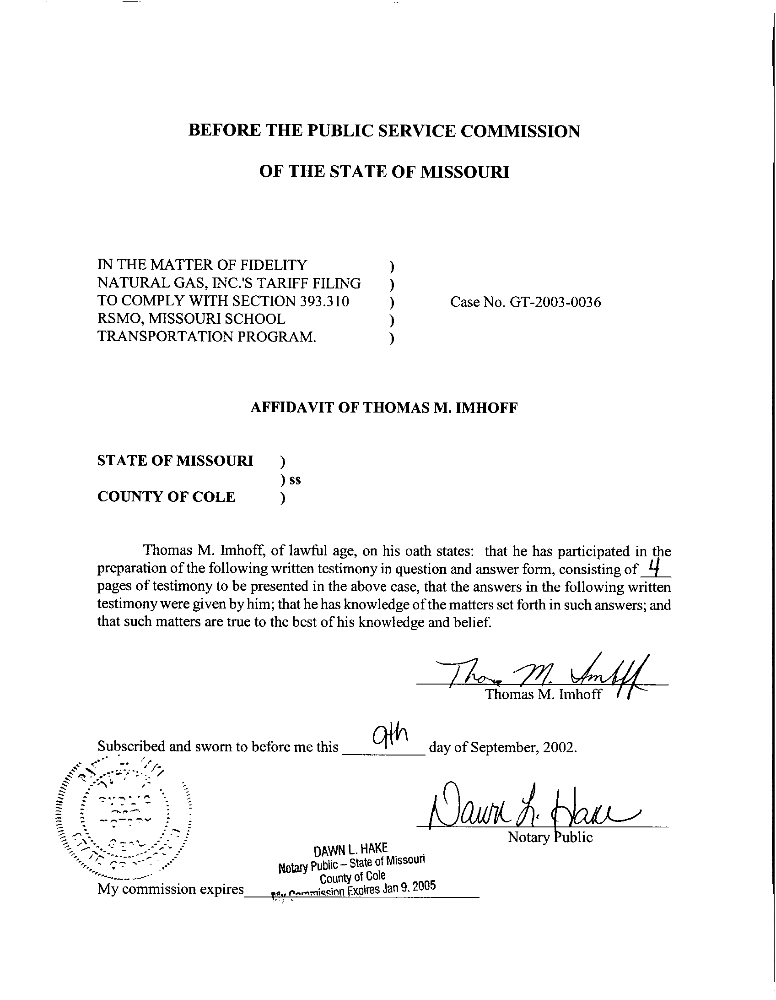 BEFORE THE PUBLIC SERVICE COMMISSION
OF THE STATE OF MISSOURI
IN THE MATTER OF FIDELITY )
NATURAL GAS, INC.'S TARIFF FILING )
TO COMPLY WITH SECTION 393.310 ) Case No. GT-2003-0036
RSMO, MISSOURI SCHOOL )
TRANSPORTATION PROGRAM. )
AFFIDAVIT OF THOMAS M. IMHOFF
STATE OF MISSOURI )
) ss
COUNTY OF COLE )
Thomas M. Imhoff, of lawful age, on his oath states: that he has participated in the
preparation of the following written testimony in question and answer form, consisting of 4
pages of testimony to be presented in the above case, that the answers in the following written
testimony were given by him; that he has knowledge of the matters set forth in such answers; and
that such matters are true to the best of his knowledge and belief.
Thomas M. Imhoff
Thomas M. Imhoff
Subscribed and sworn to before me this 9th day of September, 2002.
Dawn L. Hake
Notary Public
DAWN L. HAKE
Notary Public – State of Missouri
County of Cole
My commission expires My Commission Expires Jan 9, 2005